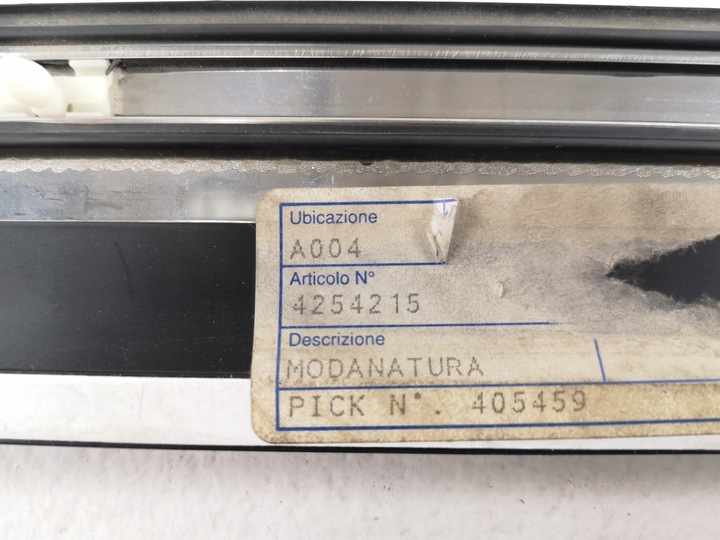 Ubicazione
A004
Articolo N°
4254215
Descrizione
MODANATURA
PICK N°. 405459